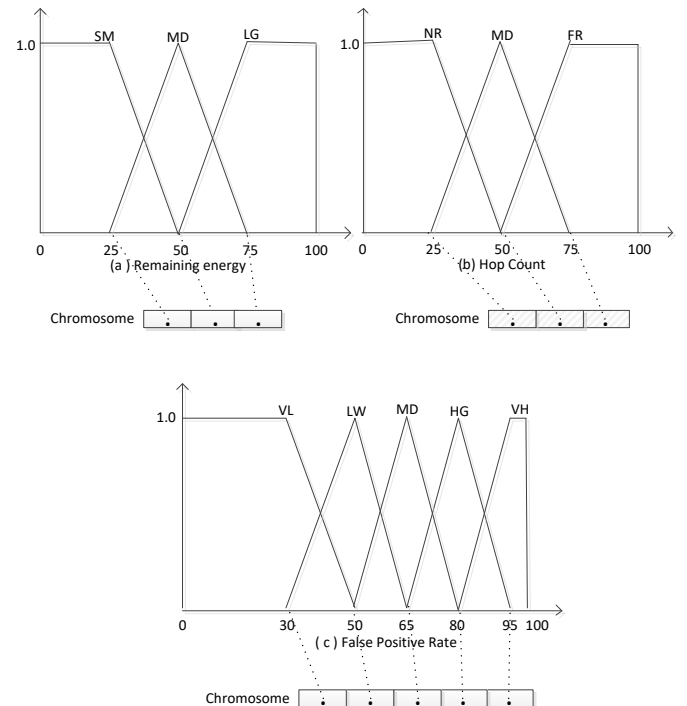 SM MD LG
1.0
0 25 50 75 100
(a ) Remaining energy
Chromosome
NR MD FR
1.0
0 25 50 75 100
(b) Hop Count
Chromosome
VL LW MD HG VH
1.0
0 30 50 65 80 95 100
( c ) False Positive Rate
Chromosome